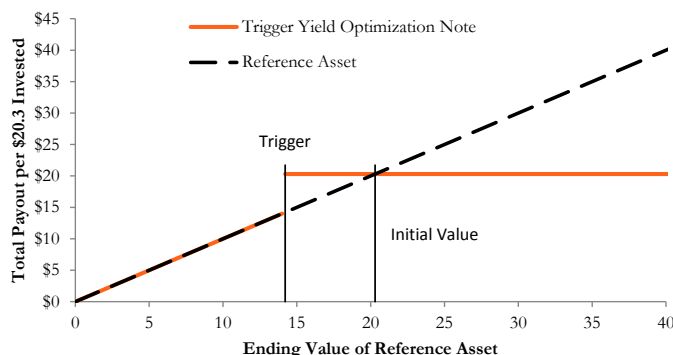 Trigger Yield Optimization Note
Reference Asset
Total Payout per $20.3 Invested
$45
$40
$35
$30
$25
$20
$15
$10
$5
$0
Trigger
Initial Value
0 5 10 15 20 25 30 35 40
Ending Value of Reference Asset